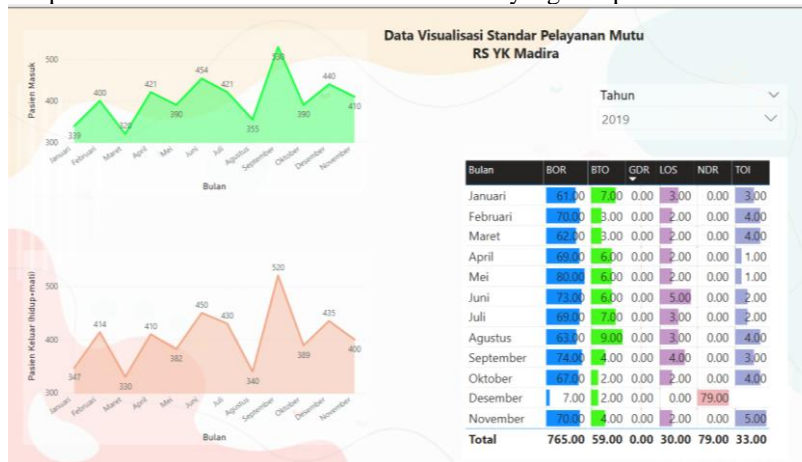 Data Visualisasi Standar Pelayanan Mutu
RS YK Madira
Tahun
2019
Pasien Masuk
500
400
300
339
400
320
421
390
454
421
355
530
390
440
410
Januari
Februari
Maret
April
Mei
Juni
Juli
Agustus
September
Oktober
Desember
November
Bulan
Pasien Keluar (hidup+mati)
500
400
300
347
414
330
410
382
450
430
340
520
389
435
400
Januari
Februari
Maret
April
Mei
Juni
Juli
Agustus
September
Oktober
Desember
November
Bulan
Bulan BOR BTO GDR LOS NDR TOI
Januari 61.00 7.00 0.00 3.00 0.00 3.00
Februari 70.00 3.00 0.00 2.00 0.00 4.00
Maret 62.00 3.00 0.00 2.00 0.00 4.00
April 69.00 6.00 0.00 2.00 0.00 1.00
Mei 80.00 6.00 0.00 2.00 0.00 1.00
Juni 73.00 6.00 0.00 5.00 0.00 2.00
Juli 69.00 7.00 0.00 3.00 0.00 2.00
Agustus 63.00 9.00 0.00 3.00 0.00 4.00
September 74.00 4.00 0.00 4.00 0.00 3.00
Oktober 67.00 2.00 0.00 2.00 0.00 4.00
Desember 7.00 2.00 0.00 0.00 79.00
November 70.00 4.00 0.00 2.00 0.00 5.00
Total 765.00 59.00 0.00 30.00 79.00 33.00